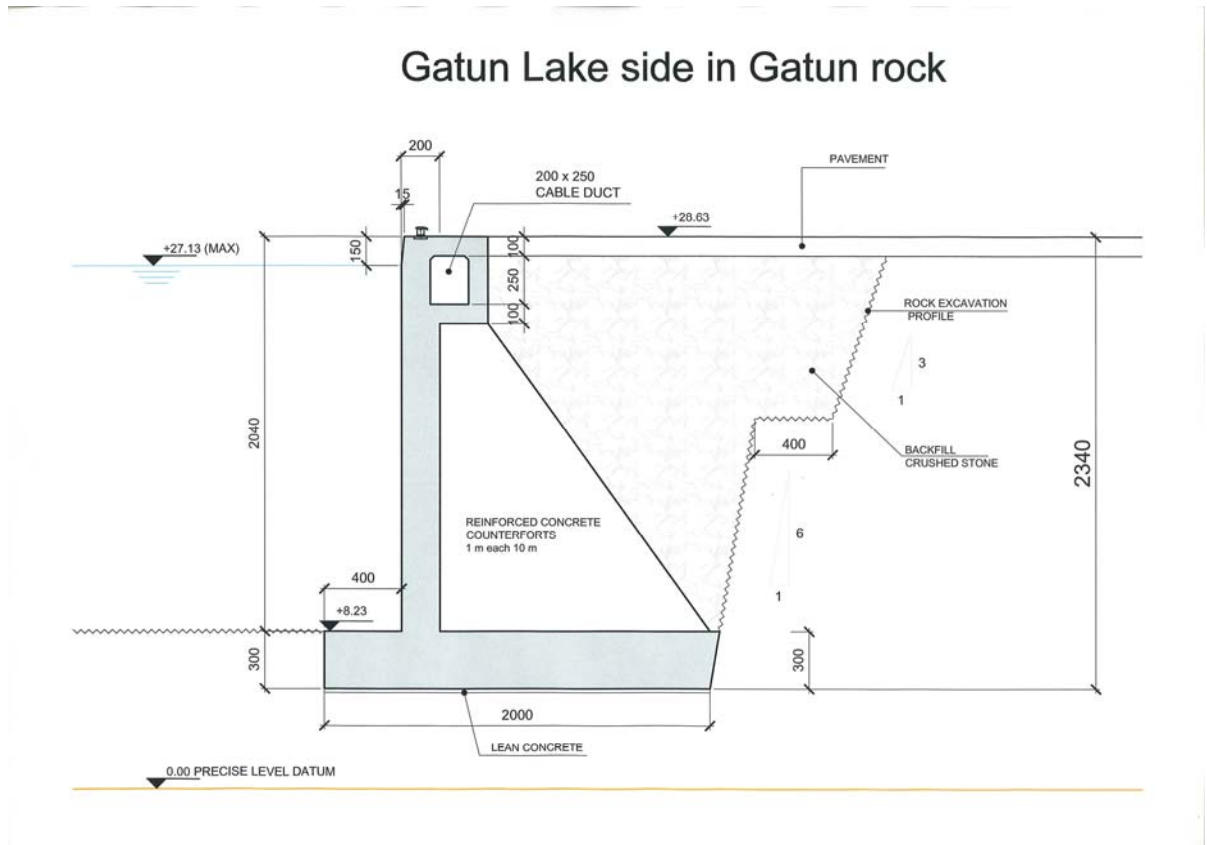 Gatun Lake side in Gatun rock
200
15
200 x 250
CABLE DUCT
PAVEMENT
+28.63
+27.13 (MAX)
150
100
250
100
ROCK EXCAVATION
PROFILE
3
1
2040
400
BACKFILL
CRUSHED STONE
2340
REINFORCED CONCRETE
COUNTERFORTS
1 m each 10 m
6
1
400
+8.23
300
300
2000
LEAN CONCRETE
0.00 PRECISE LEVEL DATUM